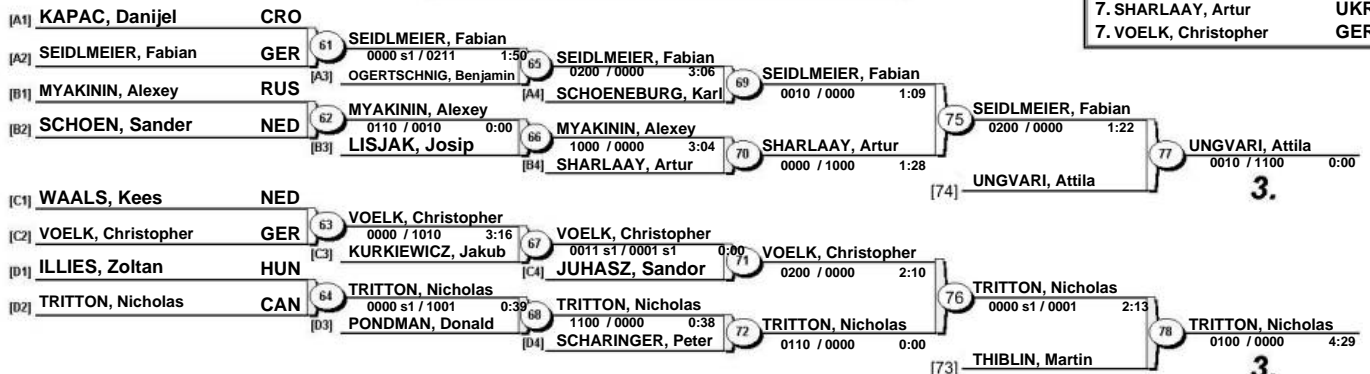 7. SHARLAAY, Artur UKR
7. VOELK, Christopher GER
[A1] KAPAC, Danijel CRO
[A2] SEIDLMEIER, Fabian GER
61 SEIDLMEIER, Fabian
0000 s1 / 0211 1:50
[A3] OGERTSCHNIG, Benjamin
65 SEIDLMEIER, Fabian
0200 / 0000 3:06
[A4] SCHOENEBURG, Karl
69 SEIDLMEIER, Fabian
0010 / 0000 1:09
[B1] MYAKININ, Alexey RUS
[B2] SCHOEN, Sander NED
62 MYAKININ, Alexey
0110 / 0010 0:00
[B3] LISJAK, Josip
66 MYAKININ, Alexey
1000 / 0000 3:04
[B4] SHARLAAY, Artur
70 SHARLAAY, Artur
0000 / 1000 1:28
75 SEIDLMEIER, Fabian
0200 / 0000 1:22
[74] UNGVARI, Attila
77 UNGVARI, Attila
0010 / 1100 0:00
3.
[C1] WAALS, Kees NED
[C2] VOELK, Christopher GER
63 VOELK, Christopher
0000 / 1010 3:16
[C3] KURKIEWICZ, Jakub
67 VOELK, Christopher
0011 s1 / 0001 s1 0:00
[C4] JUHASZ, Sandor
71 VOELK, Christopher
0200 / 0000 2:10
[D1] ILLIES, Zoltan HUN
[D2] TRITTON, Nicholas CAN
64 TRITTON, Nicholas
0000 s1 / 1001 0:39
[D3] PONDMAN, Donald
68 TRITTON, Nicholas
1100 / 0000 0:38
[D4] SCHARINGER, Peter
72 TRITTON, Nicholas
0110 / 0000 0:00
76 TRITTON, Nicholas
0000 s1 / 0001 2:13
[73] THIBLIN, Martin
78 TRITTON, Nicholas
0100 / 0000 4:29
3.